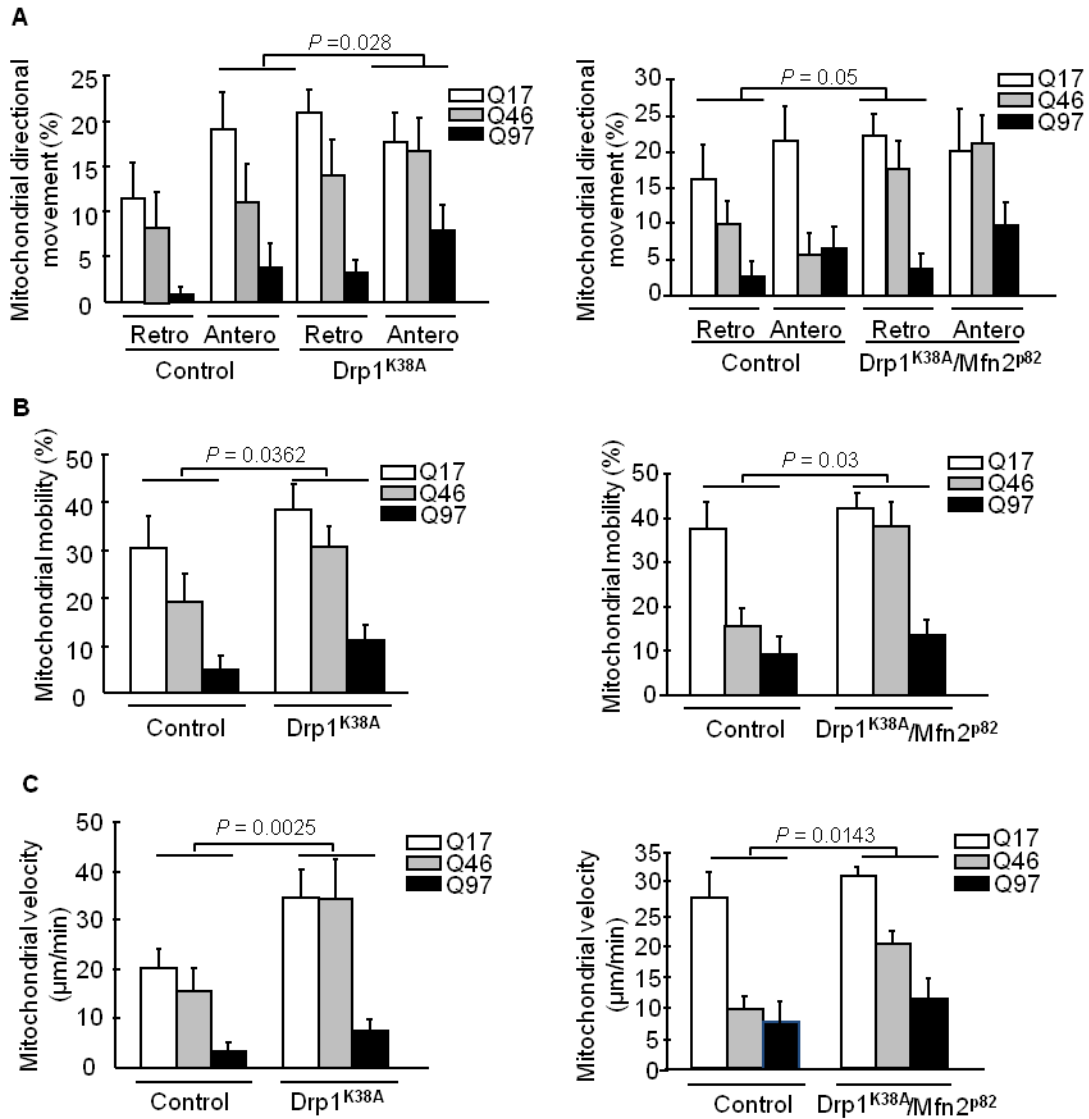 A
P =0.028
Mitochondrial directional
movement (%)
25
20
15
10
5
0
Q17
Q46
Q97
Retro Antero Retro Antero
Control Drp1K38A
P = 0.05
Mitochondrial directional
movement (%)
30
25
20
15
10
5
0
Q17
Q46
Q97
Retro Antero Retro Antero
Control Drp1K38A/Mfn2p82
B
P = 0.0362
Mitochondrial mobility (%)
50
40
30
20
10
0
Q17
Q46
Q97
Control Drp1K38A
P = 0.03
Mitochondrial mobility (%)
50
40
30
20
10
0
Q17
Q46
Q97
Control Drp1K38A/Mfn2p82
C
P = 0.0025
Mitochondrial velocity
(µm/min)
50
40
30
20
10
0
Q17
Q46
Q97
Control Drp1K38A
P = 0.0143
Mitochondrial velocity
(µm/min)
35
30
25
20
15
10
5
0
Q17
Q46
Q97
Control Drp1K38A/Mfn2p82